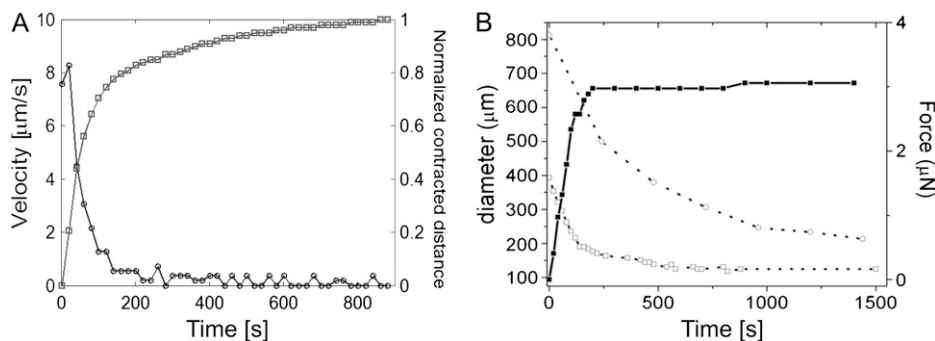 A
B
10
8
6
4
2
0
Velocity [μm/s]
1
0.8
0.6
0.4
0.2
0
Normalized contracted distance
0 200 400 600 800
Time [s]
800
700
600
500
400
300
200
100
diameter (μm)
4
2
0
Force (μN)
0 500 1000 1500
Time [s]